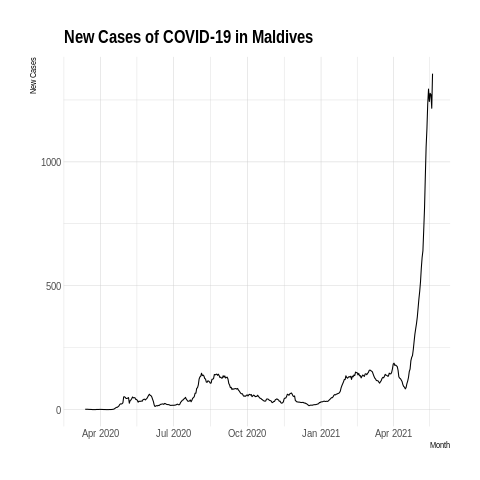 New Cases of COVID-19 in Maldives
New Cases
1000
500
0
Apr 2020 Jul 2020 Oct 2020 Jan 2021 Apr 2021
Month